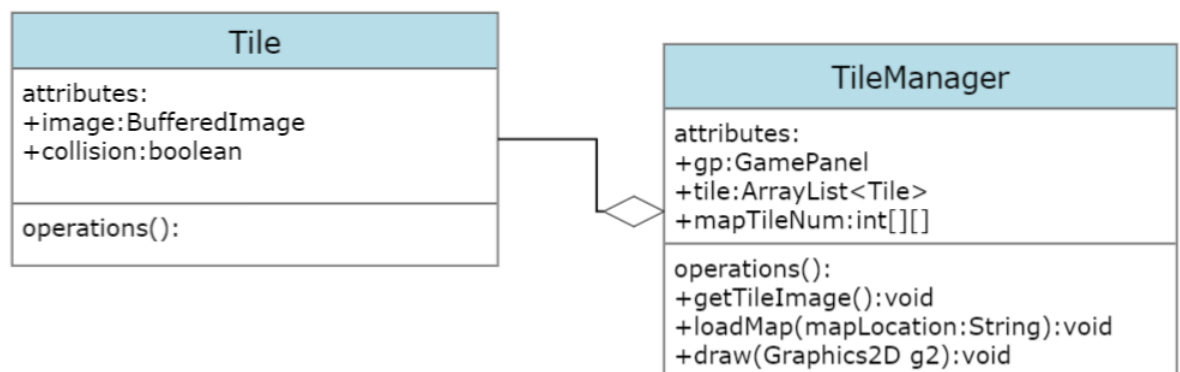 Tile
attributes:
+image:BufferedImage
+collision:boolean
operations():
TileManager
attributes:
+gp:GamePanel
+tile:ArrayList<Tile>
+mapTileNum:int[][]
operations():
+getTileImage():void
+loadMap(mapLocation:String):void
+draw(Graphics2D g2):void